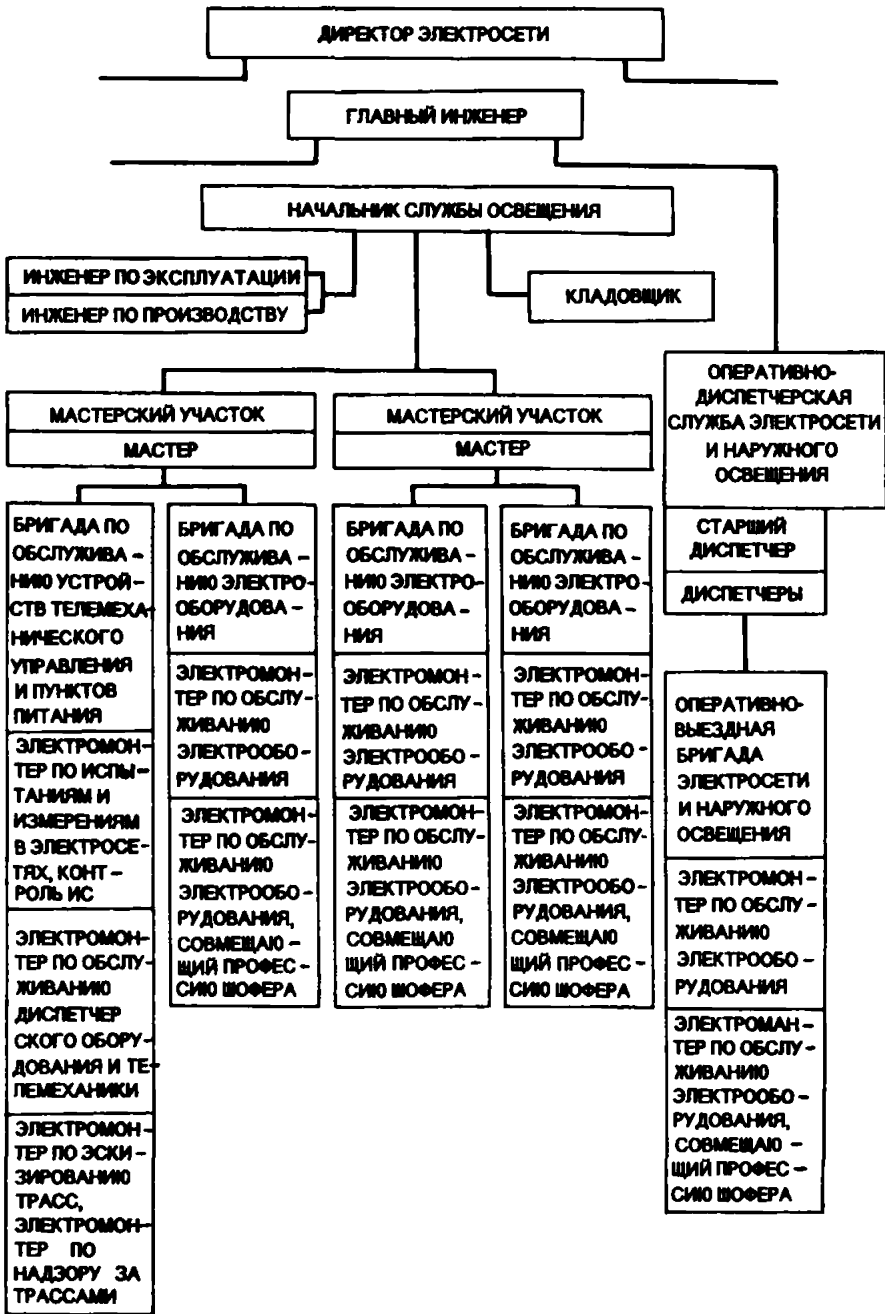 ДИРЕКТОР ЭЛЕКТРОСЕТИ
ГЛАВНЫЙ ИНЖЕНЕР
НАЧАЛЬНИК СЛУЖБЫ ОСВЕЩЕНИЯ
ИНЖЕНЕР ПО ЭКСПЛУАТАЦИИ
ИНЖЕНЕР ПО ПРОИЗВОДСТВУ
КЛАДОВЩИК
МАСТЕРСКИЙ УЧАСТОК
МАСТЕР
БРИГАДА ПО
ОБСЛУЖИВА-
НИЮ УСТРОЙ-
СТВ ТЕЛЕМЕХА-
НИЧЕСКОГО
УПРАВЛЕНИЯ
И ПУНКТОВ
ПИТАНИЯ
ЭЛЕКТРОМОН-
ТЕР ПО ИСПЫ-
ТАНИЯМ И
ИЗМЕРЕНИЯМ
В ЭЛЕКТРОСЕ-
ТЯХ, КОНТ-
РОЛЬ ИС
ЭЛЕКТРОМОН-
ТЕР ПО ОБСЛУ-
ЖИВАНИЮ
ДИСПЕТЧЕР
СКОГО ОБОРУ-
ДОВАНИЯ И ТЕ-
ЛЕМЕХАНИКИ
ЭЛЕКТРОМОН-
ТЕР ПО ЭСКИ-
ЗИРОВАНИЮ
ТРАСС,
ЭЛЕКТРОМОН-
ТЕР ПО
НАДЗОРУ ЗА
ТРАССАМИ
БРИГАДА ПО
ОБСЛУЖИВА-
НИЮ ЭЛЕКТРО-
ОБОРУДОВА-
НИЯ
ЭЛЕКТРОМОН-
ТЕР ПО ОБСЛУ-
ЖИВАНИЮ
ЭЛЕКТРООБО-
РУДОВАНИЯ
ЭЛЕКТРОМОН-
ТЕР ПО ОБСЛУ-
ЖИВАНИЮ
ЭЛЕКТРООБО-
РУДОВАНИЯ,
СОВМЕЩАЮ-
ЩИЙ ПРОФЕС-
СИЮ ШОФЕРА
МАСТЕРСКИЙ УЧАСТОК
МАСТЕР
БРИГАДА ПО
ОБСЛУЖИВА-
НИЮ ЭЛЕКТРО-
ОБОРУДОВА-
НИЯ
ЭЛЕКТРОМОН-
ТЕР ПО ОБСЛУ-
ЖИВАНИЮ
ЭЛЕКТРООБО-
РУДОВАНИЯ
ЭЛЕКТРОМОН-
ТЕР ПО ОБСЛУ-
ЖИВАНИЮ
ЭЛЕКТРООБО-
РУДОВАНИЯ,
СОВМЕЩАЮ
ЩИЙ ПРОФЕС-
СИЮ ШОФЕРА
БРИГАДА ПО
ОБСЛУЖИВА-
НИЮ ЭЛЕКТРО-
ОБОРУДОВА-
НИЯ
ЭЛЕКТРОМОН-
ТЕР ПО ОБСЛУ-
ЖИВАНИЮ
ЭЛЕКТРООБО-
РУДОВАНИЯ
ЭЛЕКТРОМОН-
ТЕР ПО ОБСЛУ-
ЖИВАНИЮ
ЭЛЕКТРООБО-
РУДОВАНИЯ,
СОВМЕЩАЮ-
ЩИЙ ПРОФЕС-
СИЮ ШОФЕРА
ОПЕРАТИВНО-
ДИСПЕТЧЕРСКАЯ
СЛУЖБА ЭЛЕКТРОСЕТИ
И НАРУЖНОГО
ОСВЕЩЕНИЯ
СТАРШИЙ
ДИСПЕТЧЕР
ДИСПЕТЧЕРЫ
ОПЕРАТИВНО-
ВЫЕЗДНАЯ
БРИГАДА
ЭЛЕКТРОСЕТИ
И НАРУЖНОГО
ОСВЕЩЕНИЯ
ЭЛЕКТРОМОН-
ТЕР ПО ОБСЛУ-
ЖИВАНИЮ
ЭЛЕКТРООБО-
РУДОВАНИЯ
ЭЛЕКТРОМАН-
ТЕР ПО ОБСЛУ-
ЖИВАНИЮ
ЭЛЕКТРООБО-
РУДОВАНИЯ,
СОВМЕЩАЮ-
ЩИЙ ПРОФЕС-
СИЮ ШОФЕРА